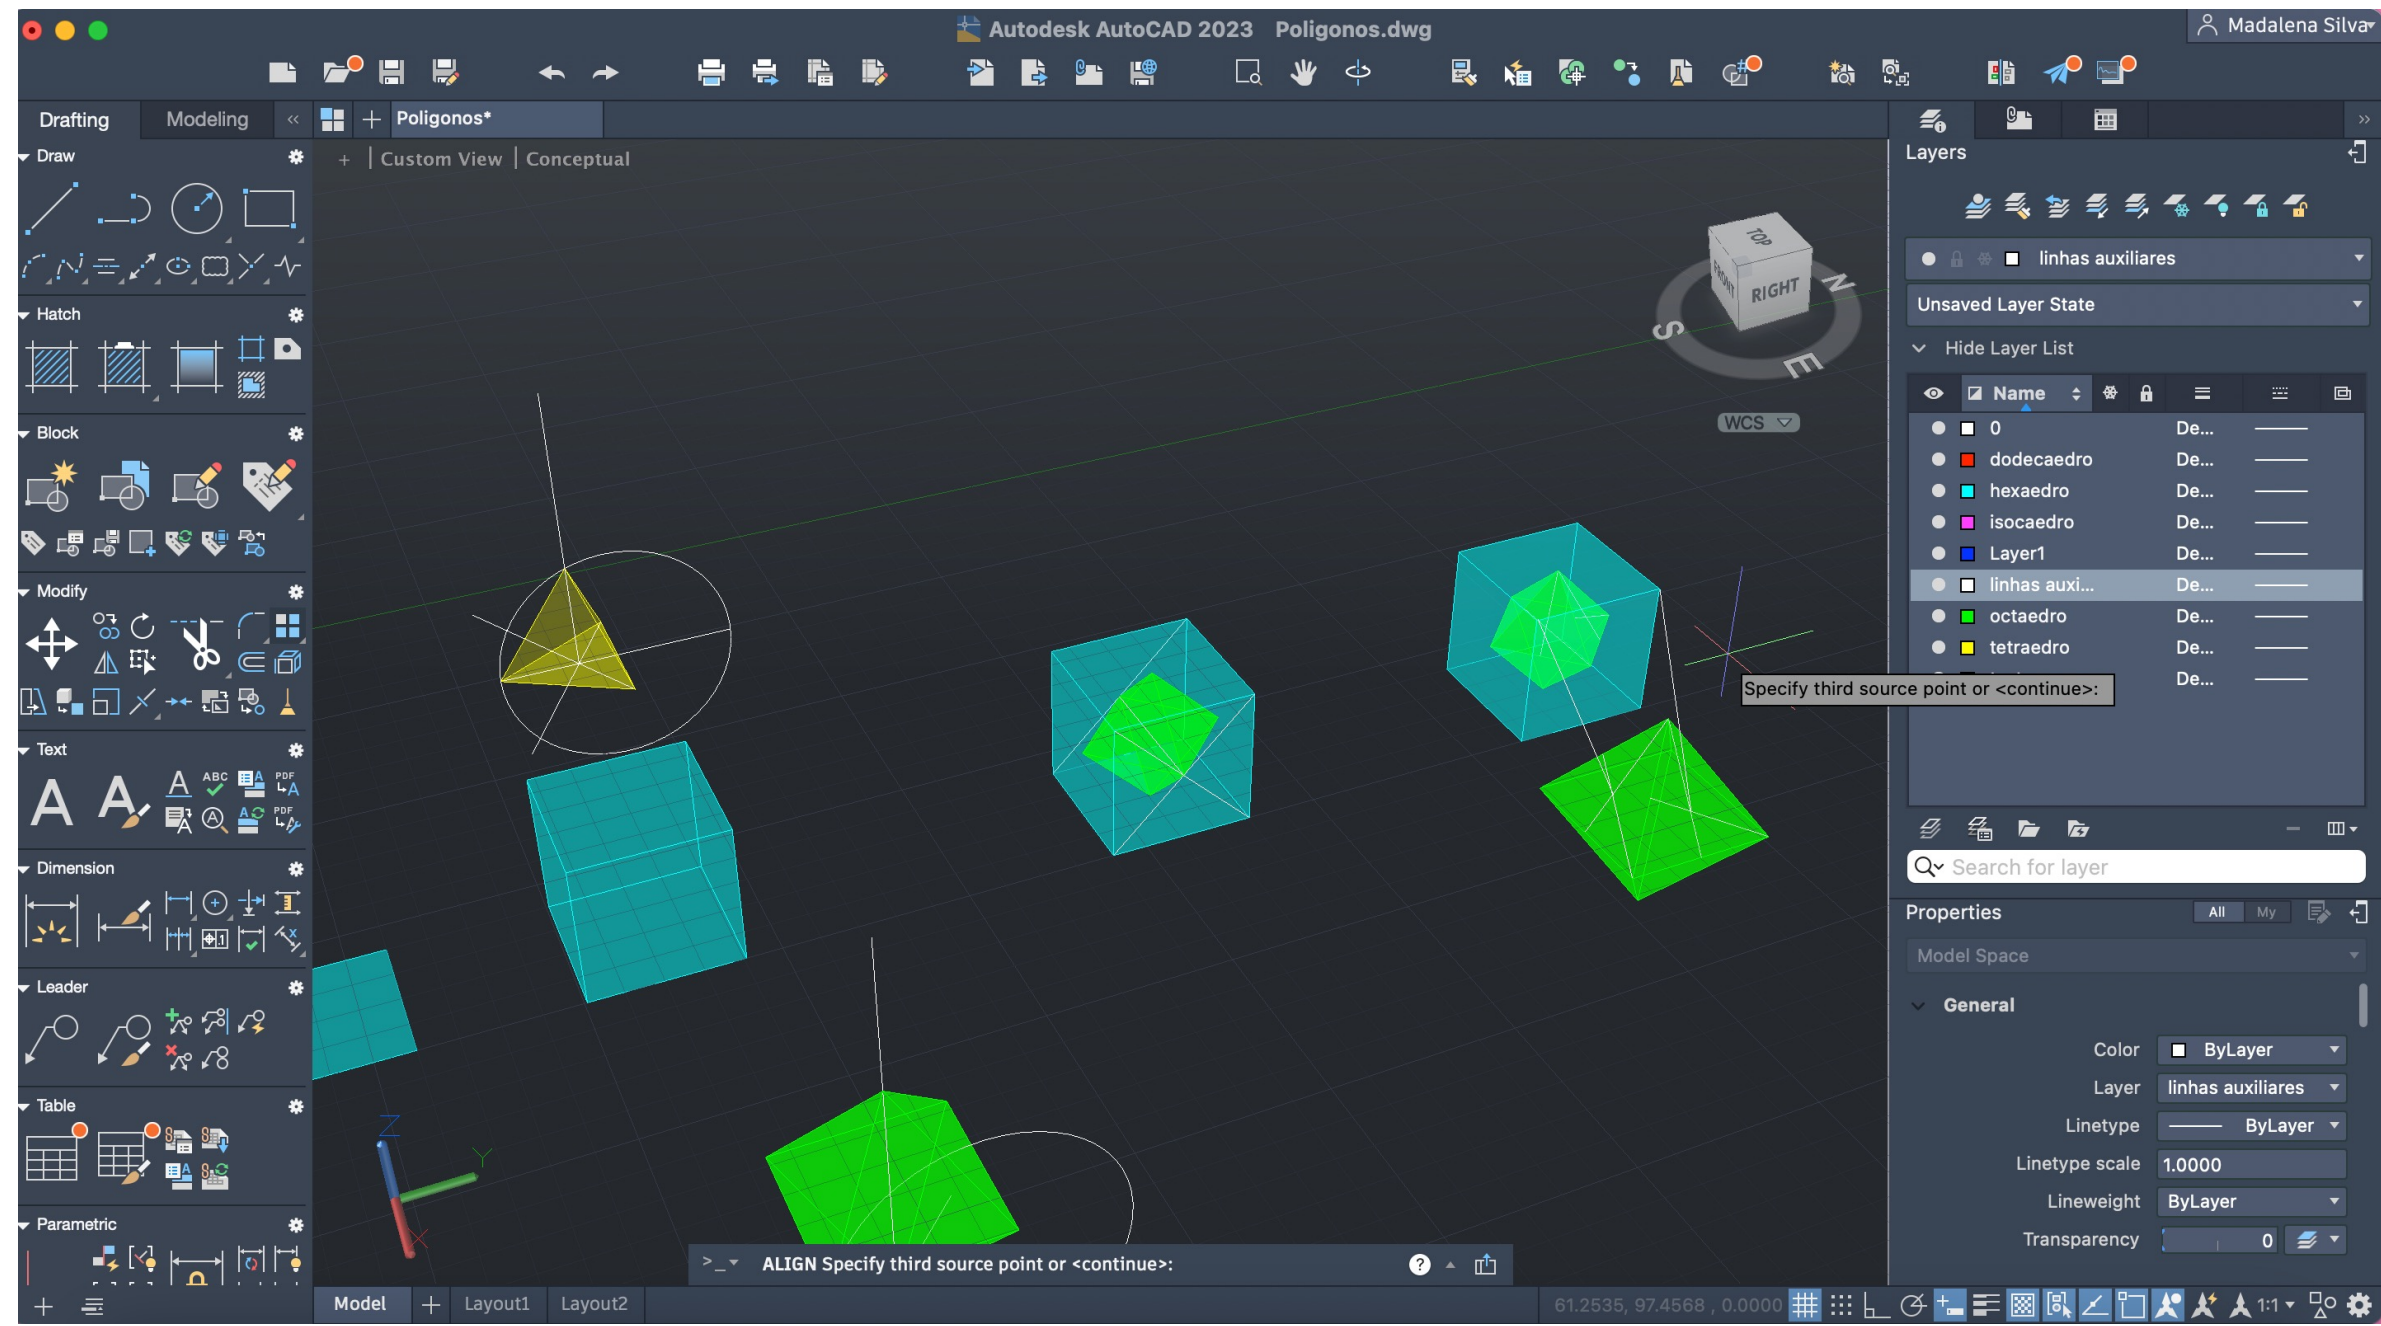 Autodesk AutoCAD 2023 Poligonos.dwg
Madalena Silva
Drafting
Modeling
Poligonos*
Draw
+ | Custom View | Conceptual
Hatch
Block
Modify
Text
A
A
A
ABC
A
PDF
A
A
A
A
PDF
Dimension
Leader
Table
Parametric
TOP
FRONT
RIGHT
N
S
E
WCS
Specify third source point or <continue>:
Z
Y
X
>_ ALIGN Specify third source point or <continue>:
?
Model
Layout1
Layout2
61.2535, 97.4568 , 0.0000
1:1
Layers
linhas auxiliares
Unsaved Layer State
Hide Layer List
Name
0 De...
dodecaedro De...
hexaedro De...
isocaedro De...
Layer1 De...
linhas auxi... De...
octaedro De...
tetraedro De...
De...
Search for layer
Properties All My
Model Space
General
Color ByLayer
Layer linhas auxiliares
Linetype ByLayer
Linetype scale 1.0000
Lineweight ByLayer
Transparency 0